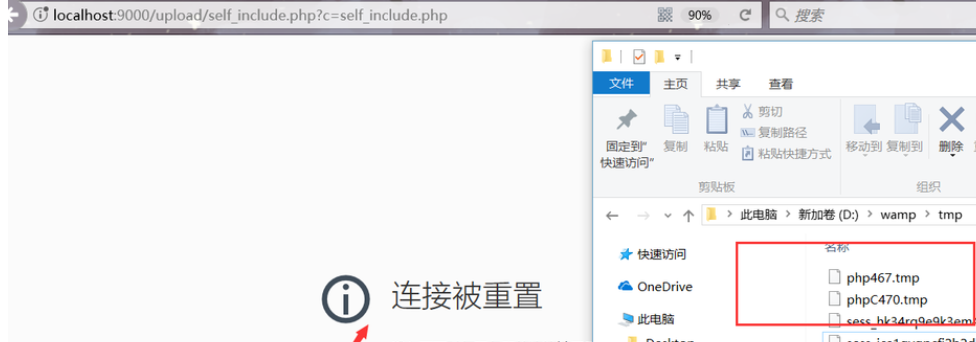 localhost:9000/upload/self_include.php?c=self_include.php
90%
搜索
文件 主页 共享 查看
固定到"
快速访问"
复制
粘贴
剪切
复制路径
粘贴快捷方式
移动到 复制到
删除
剪贴板
组织
此电脑 > 新加卷 (D:) > wamp > tmp
快速访问
OneDrive
此电脑
Desktop
名称
php467.tmp
phpC470.tmp
连接被重置